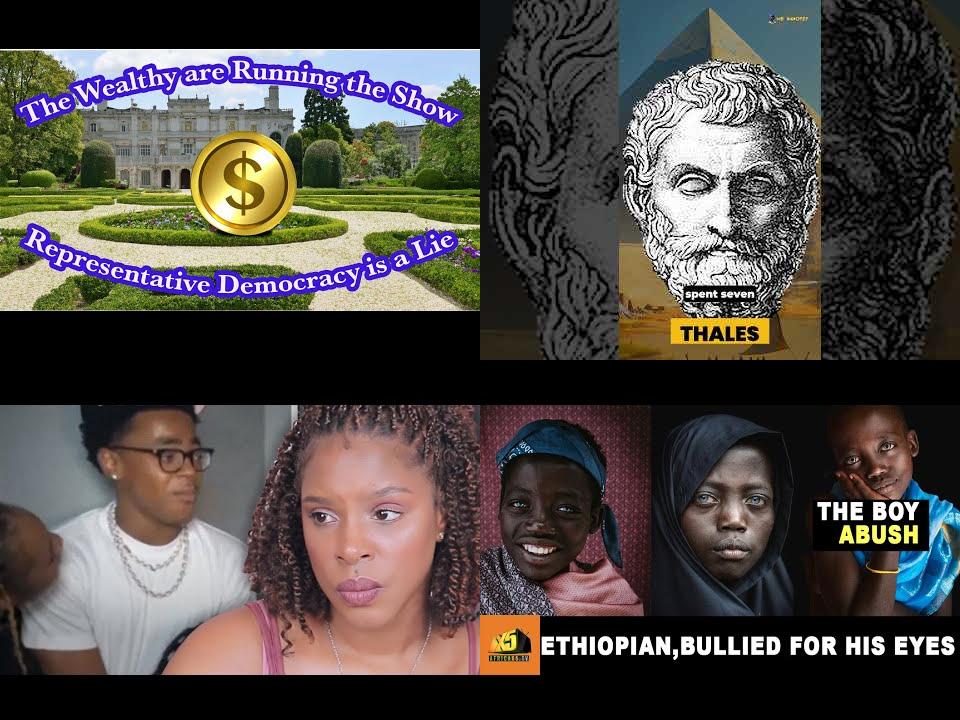 The Wealthy are Running the Show
Representative Democracy is a Lie
spent seven
THALES
THE BOY
ABUSH
X5
ETHIOPIAN,BULLIED FOR HIS EYES